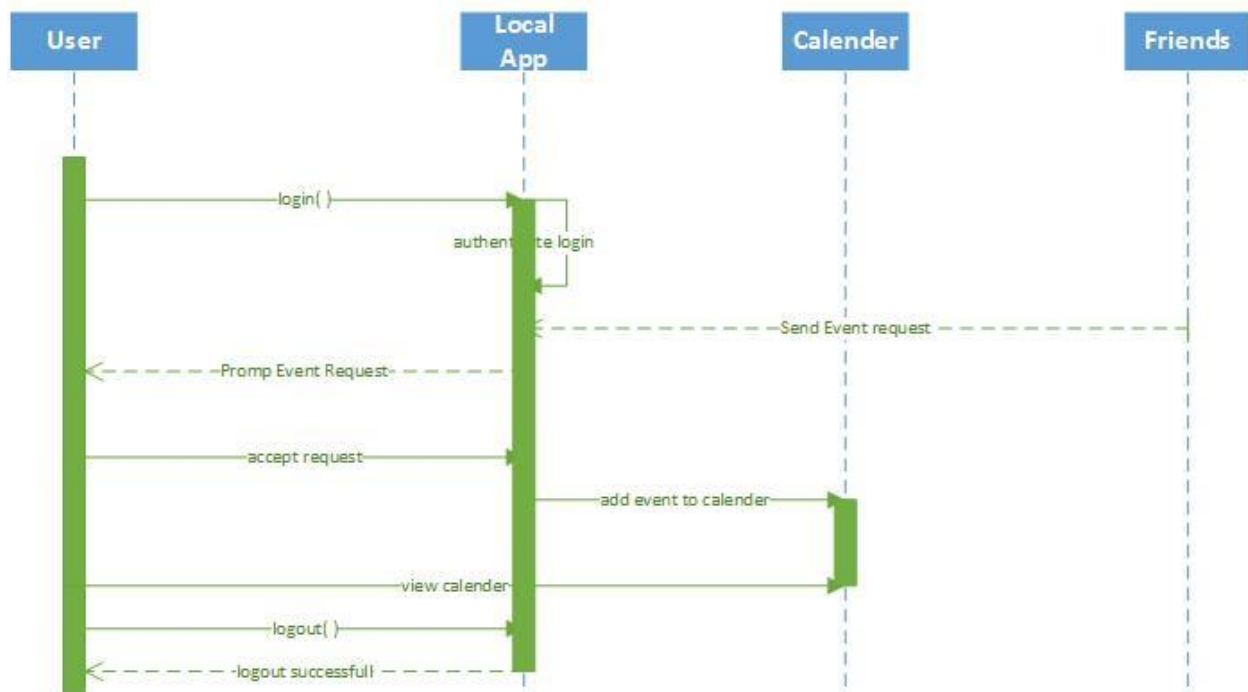 User
Local
App
Calender
Friends
login( )
authenticate login
Send Event request
Promp Event Request
accept request
add event to calender
view calender
logout( )
logout successfull